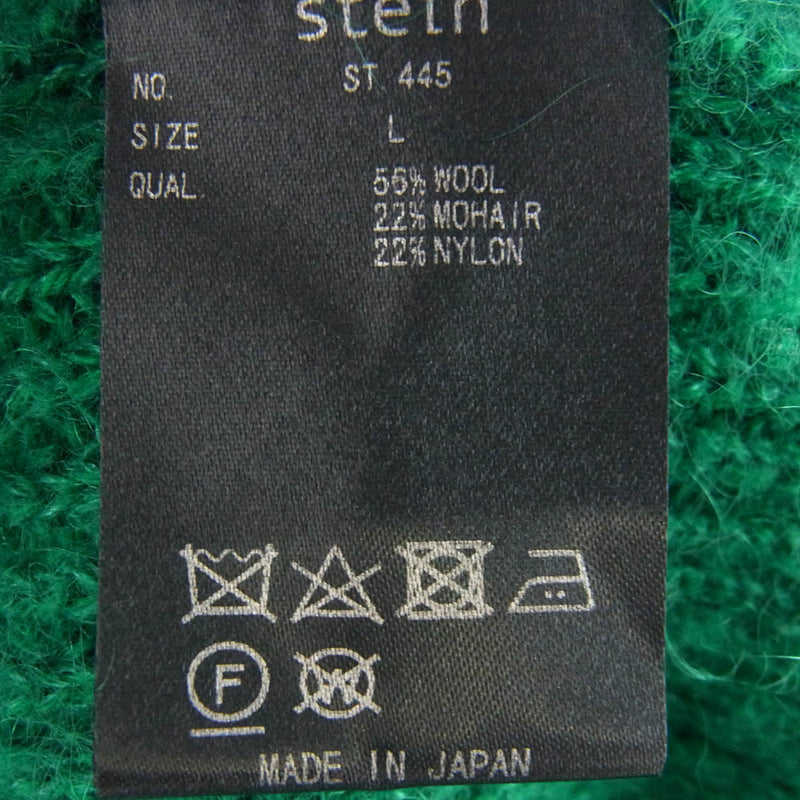 stein
NO. ST. 445
SIZE L
QUAL. 56% WOOL
22% MOHAIR
22% NYLON
F W
MADE IN JAPAN